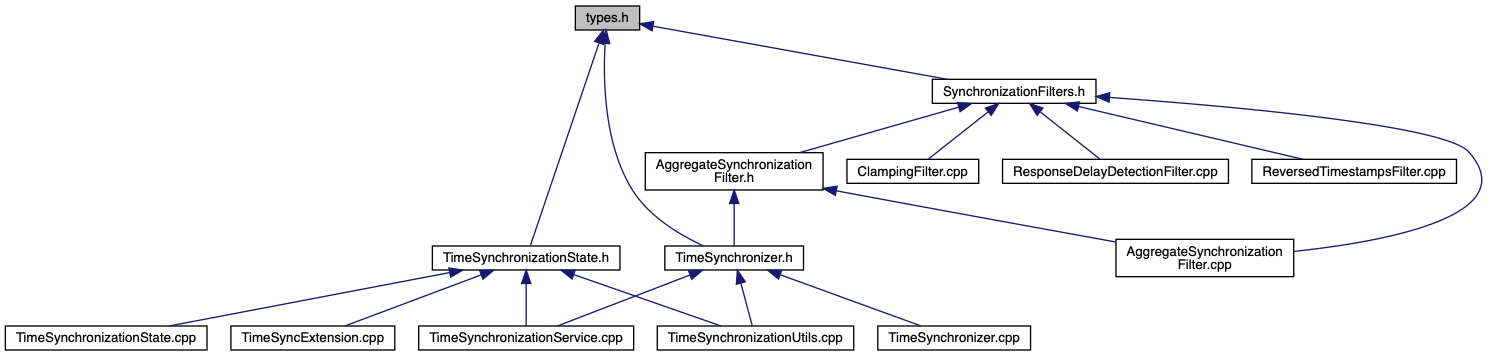 types.h
SynchronizationFilters.h
AggregateSynchronization
Filter.h
ClampingFilter.cpp
ResponseDelayDetectionFilter.cpp
ReversedTimestampsFilter.cpp
TimeSynchronizationState.h
TimeSynchronizer.h
AggregateSynchronization
Filter.cpp
TimeSynchronizationState.cpp
TimeSyncExtension.cpp
TimeSynchronizationService.cpp
TimeSynchronizationUtils.cpp
TimeSynchronizer.cpp